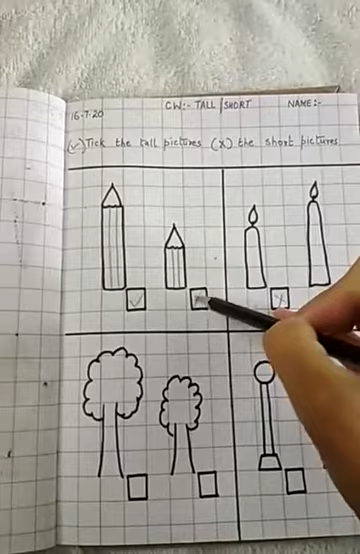 CW:- TALL/SHORT NAME:-
16-7-20
(✓) Tick the tall pictures (x) the short pictures